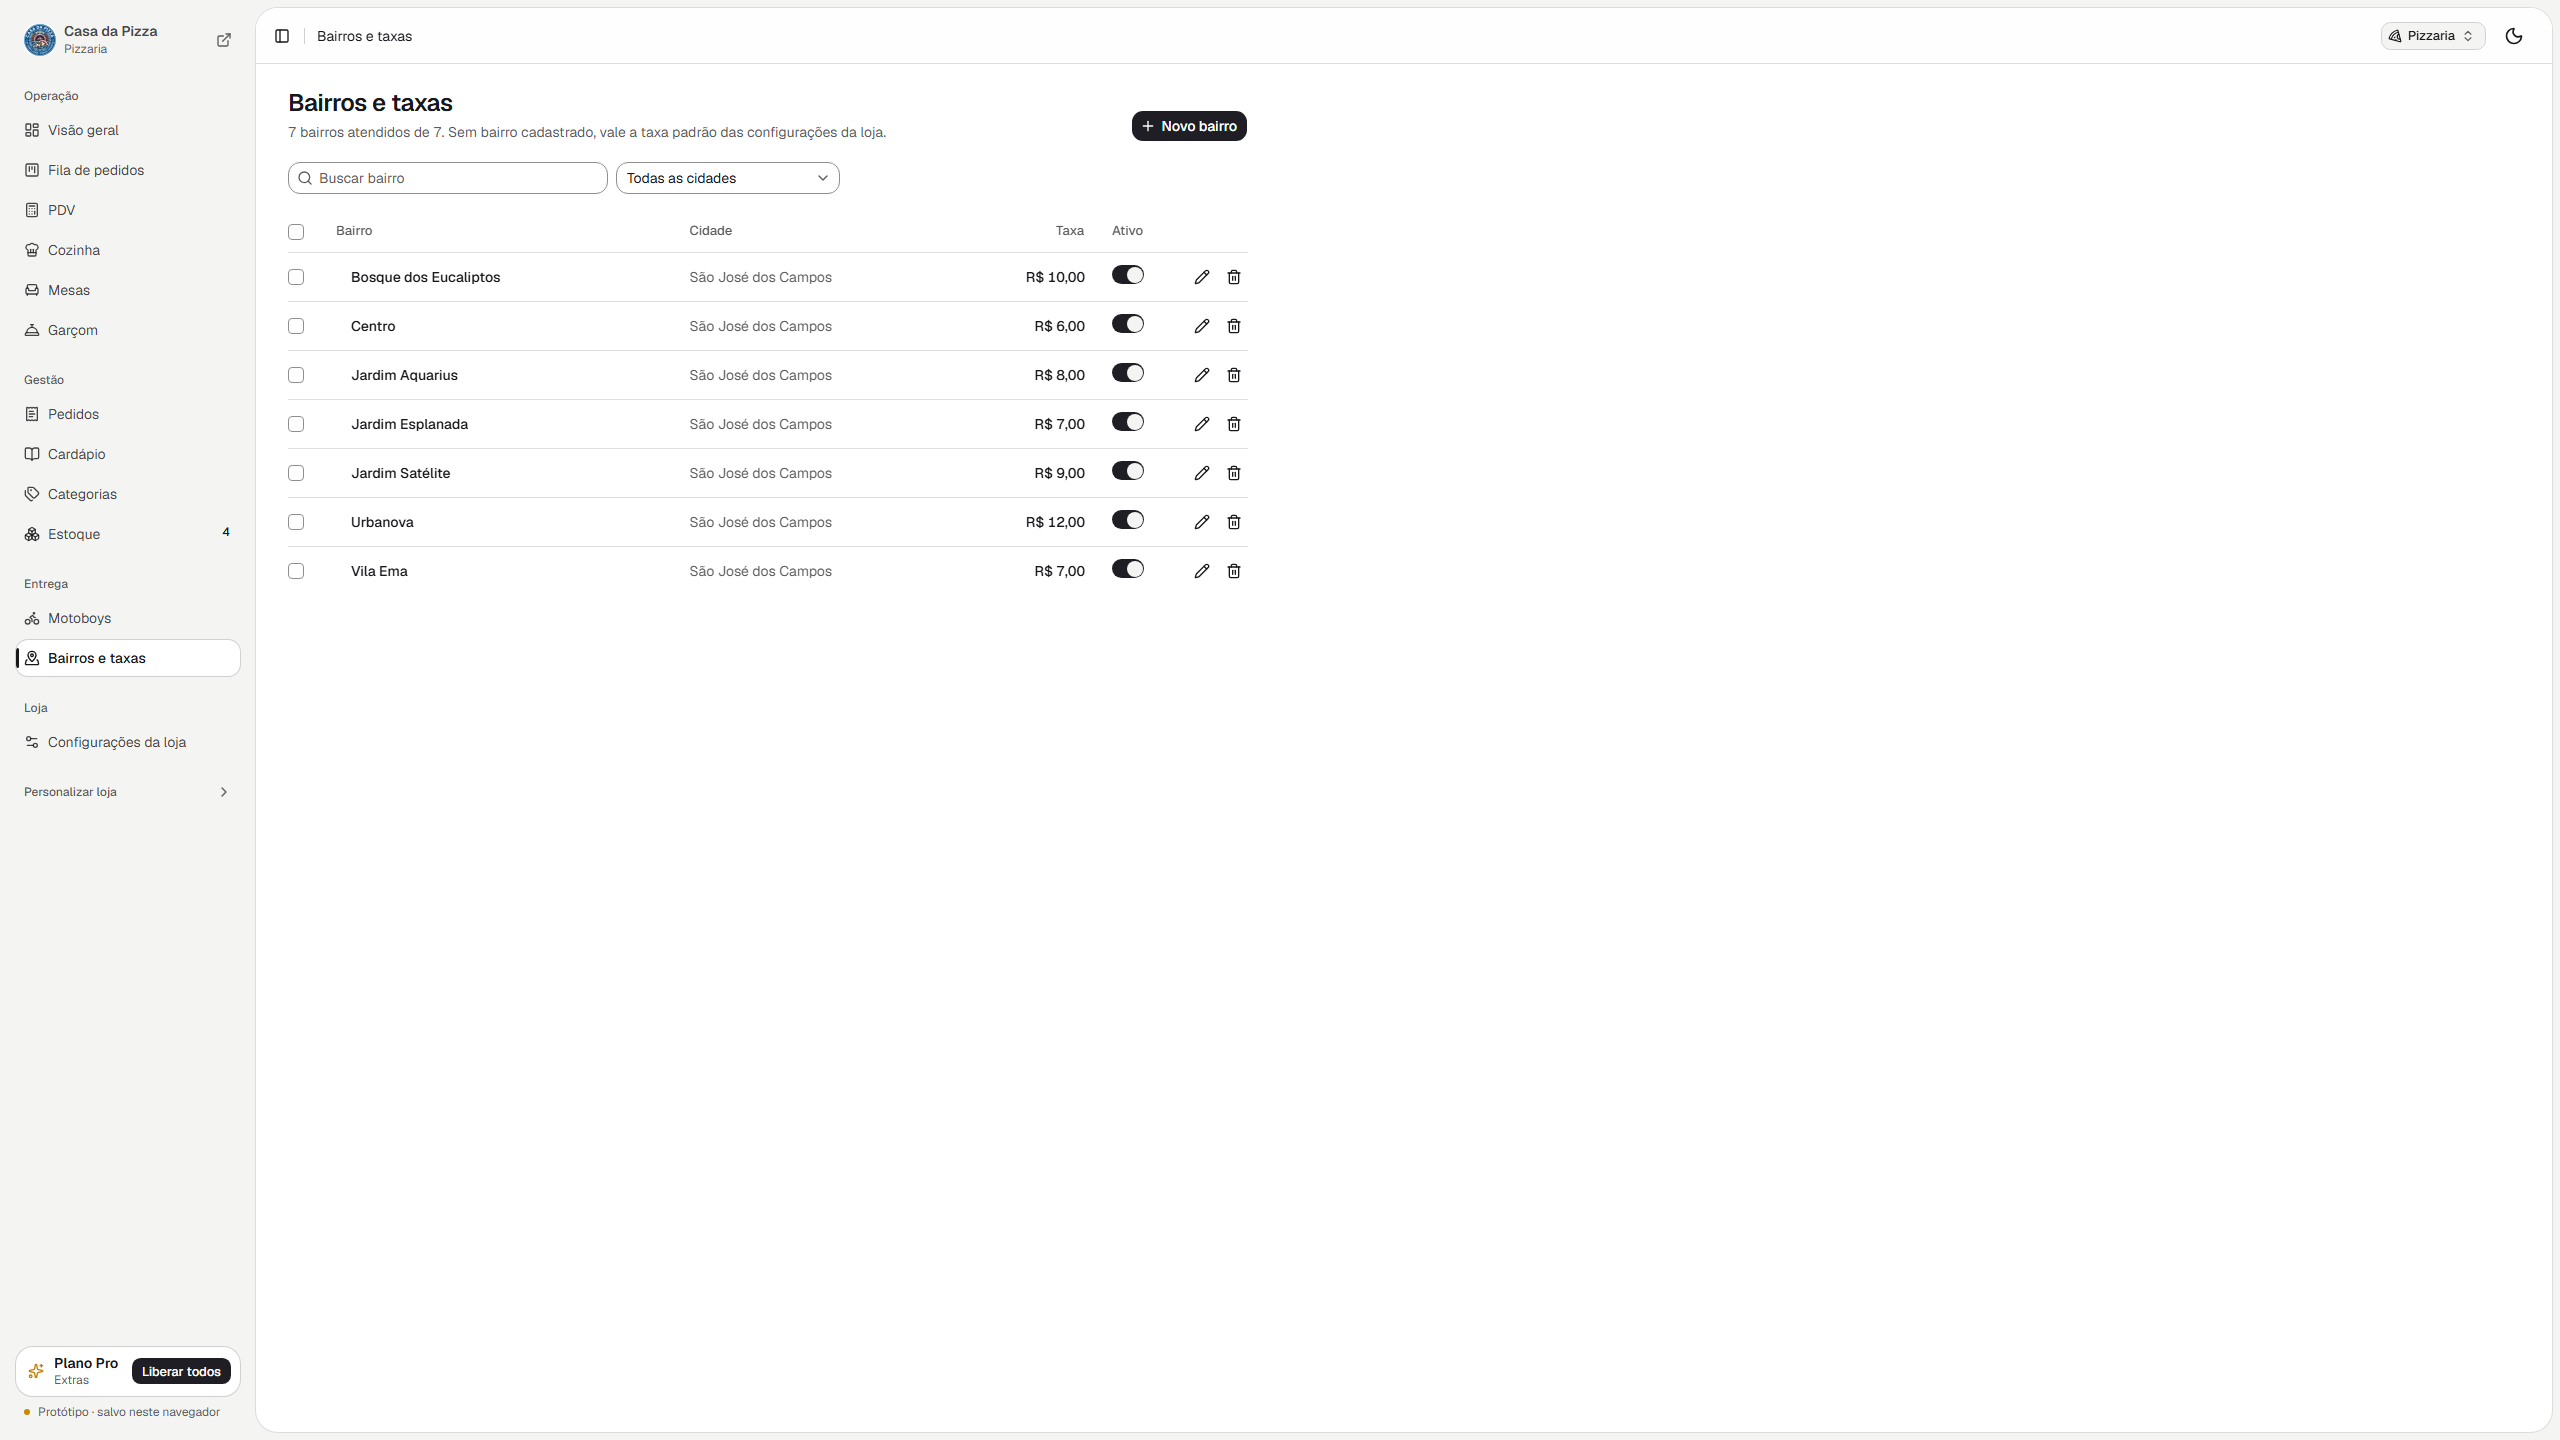 Casa da Pizza
Pizzaria
Operação
Visão geral
Fila de pedidos
PDV
Cozinha
Mesas
Garçom
Gestão
Pedidos
Cardápio
Categorias
Estoque 4
Entrega
Motoboys
Bairros e taxas
Loja
Configurações da loja
Personalizar loja
Plano Pro
Extras
Liberar todos
Protótipo · salvo neste navegador
Bairros e taxas
Pizzaria
Bairros e taxas
7 bairros atendidos de 7. Sem bairro cadastrado, vale a taxa padrão das configurações da loja.
Novo bairro
Buscar bairro
Todas as cidades
Bairro Cidade Taxa Ativo
Bosque dos Eucaliptos São José dos Campos R$ 10,00
Centro São José dos Campos R$ 6,00
Jardim Aquarius São José dos Campos R$ 8,00
Jardim Esplanada São José dos Campos R$ 7,00
Jardim Satélite São José dos Campos R$ 9,00
Urbanova São José dos Campos R$ 12,00
Vila Ema São José dos Campos R$ 7,00